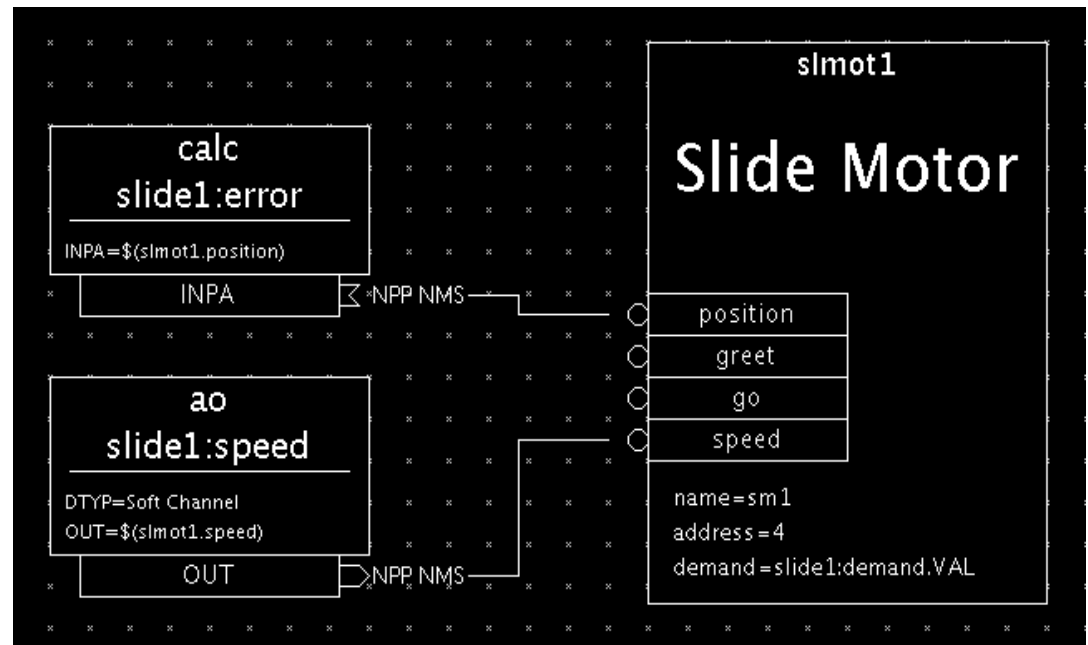 calc
slide1:error
INPA=$(slmot1.position)
INPA
NPP NMS
ao
slide1:speed
DTYP=Soft Channel
OUT=$(slmot1.speed)
OUT
NPP NMS
slmot1
Slide Motor
position
greet
go
speed
name=sm1
address=4
demand=slide1:demand.VAL